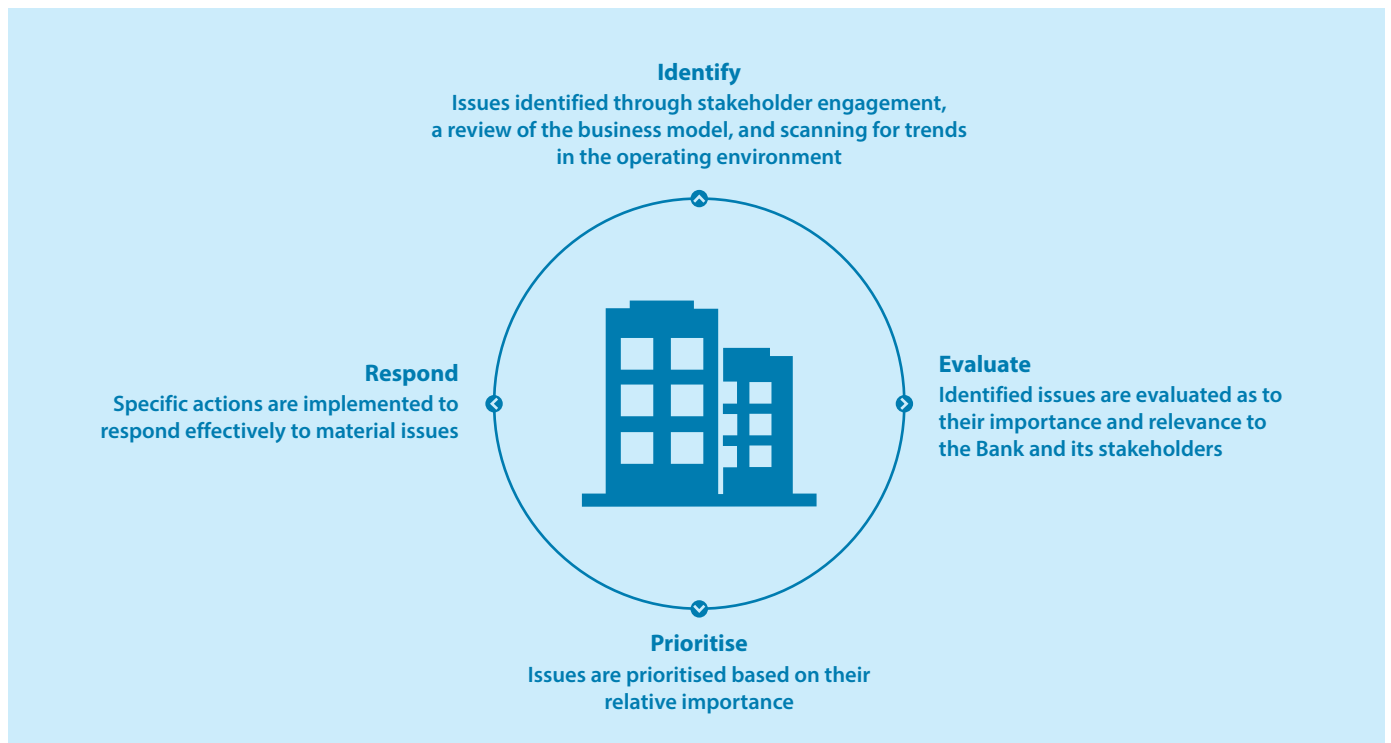 Identify
Issues identified through stakeholder engagement,
a review of the business model, and scanning for trends
in the operating environment
Evaluate
Identified issues are evaluated as to
their importance and relevance to
the Bank and its stakeholders
Prioritise
Issues are prioritised based on their
relative importance
Respond
Specific actions are implemented to
respond effectively to material issues